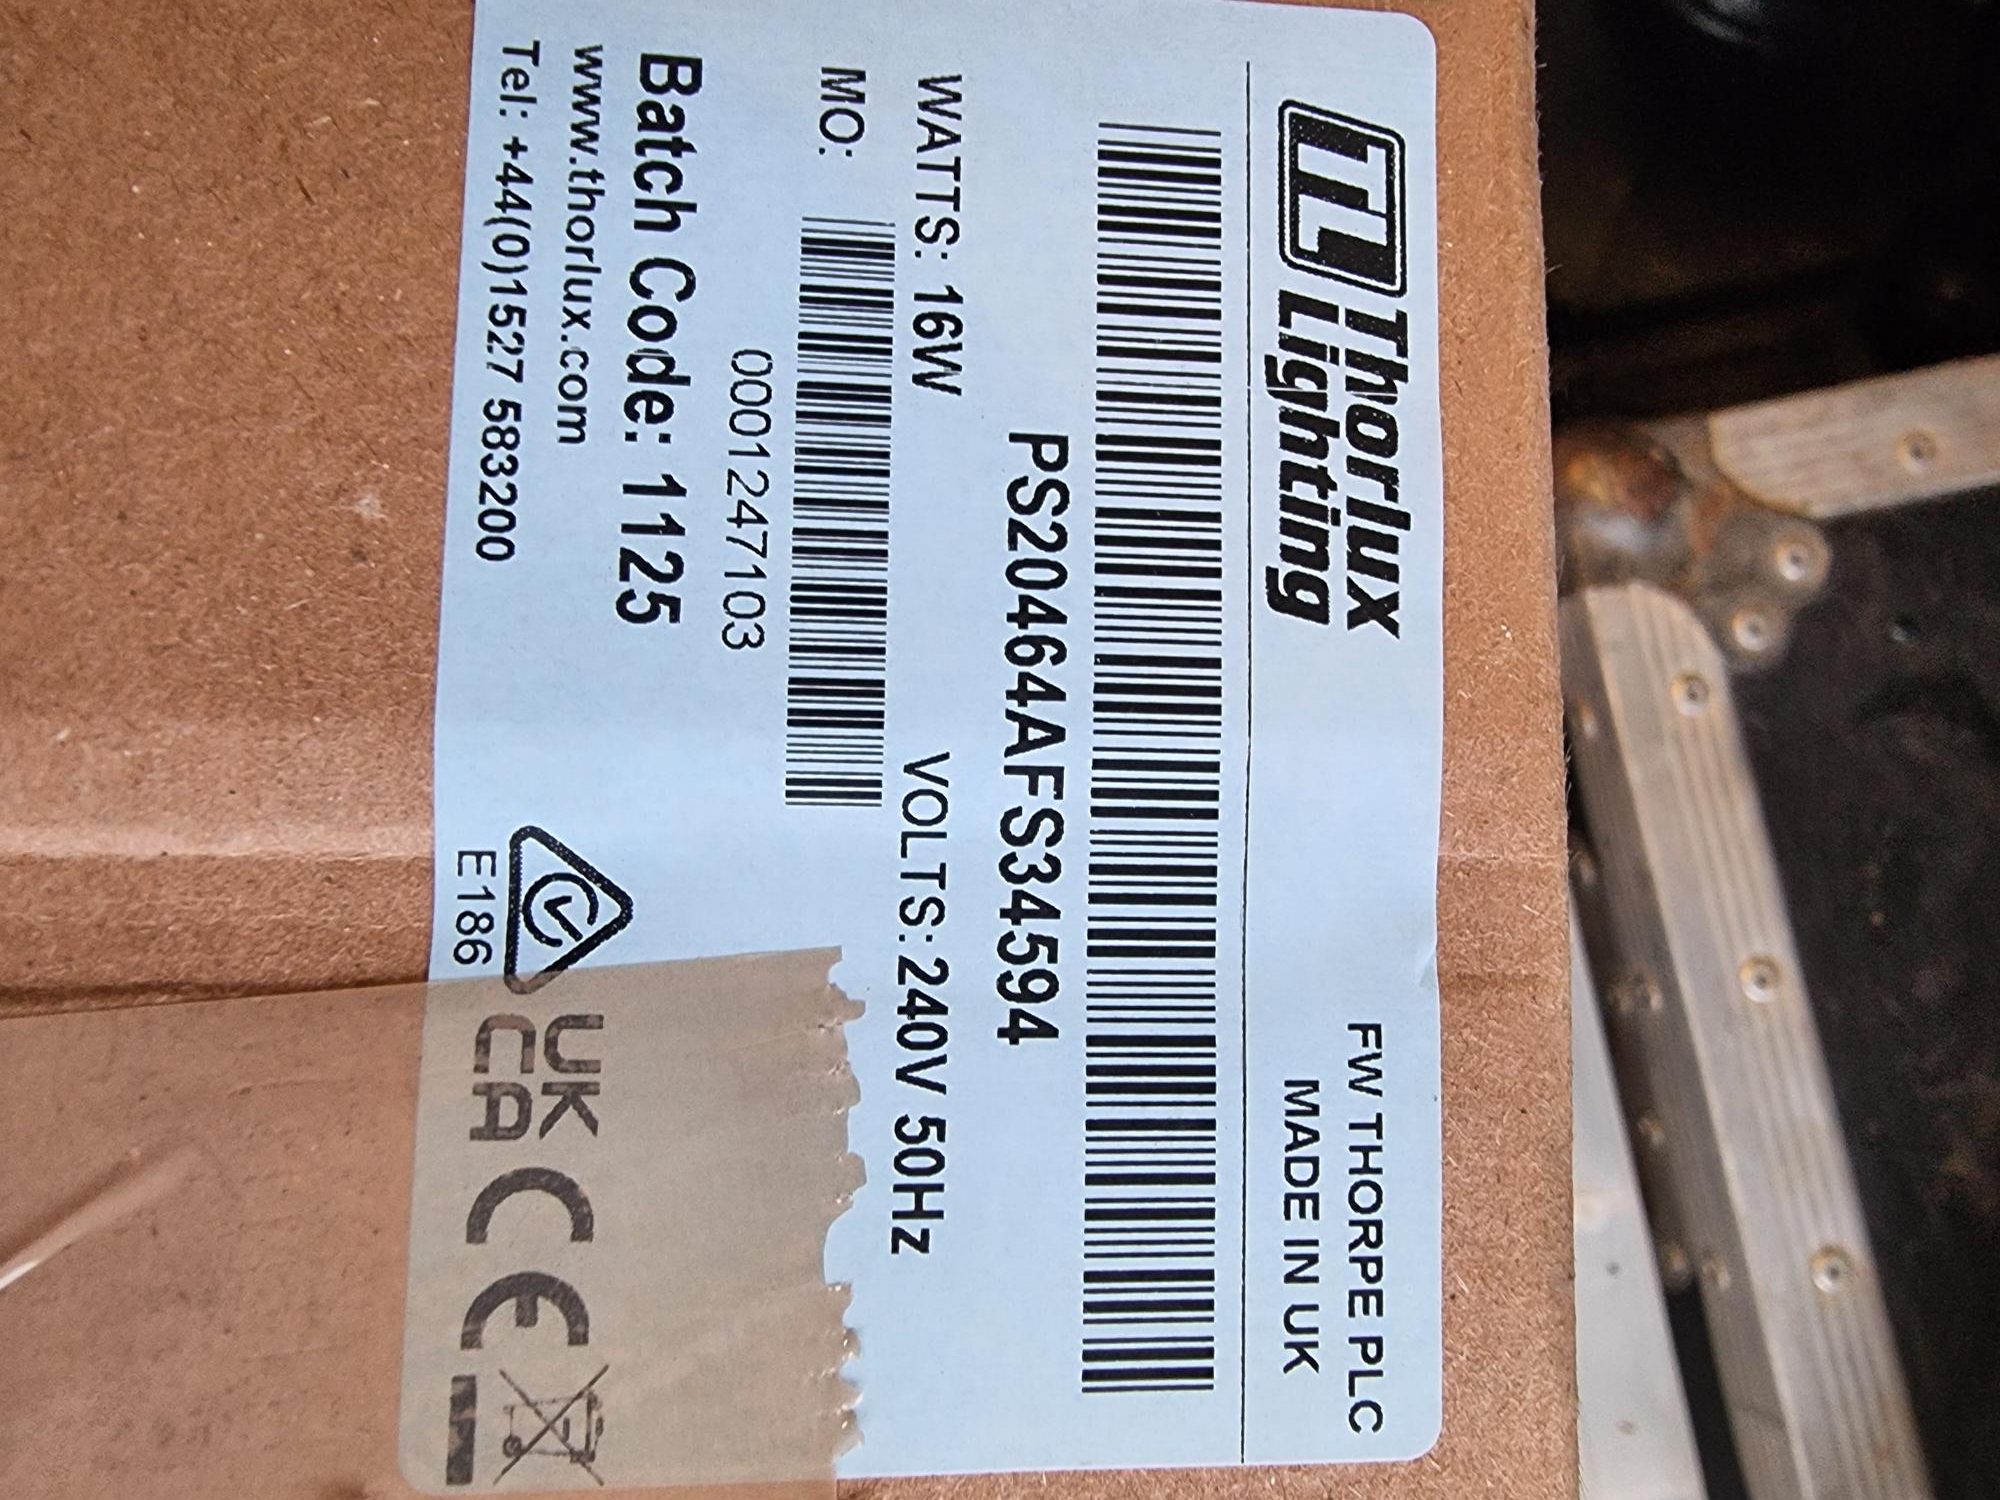 TTL Thorlux
Lighting
FW THORPE PLC
MADE IN UK
PS20464AFS34594
WATTS: 16W
VOLTS: 240V 50Hz
MO:
0001247103
Batch Code: 1125
www.thorlux.com
Tel: +44(0)1527 583200
E186
UK
CA
CE